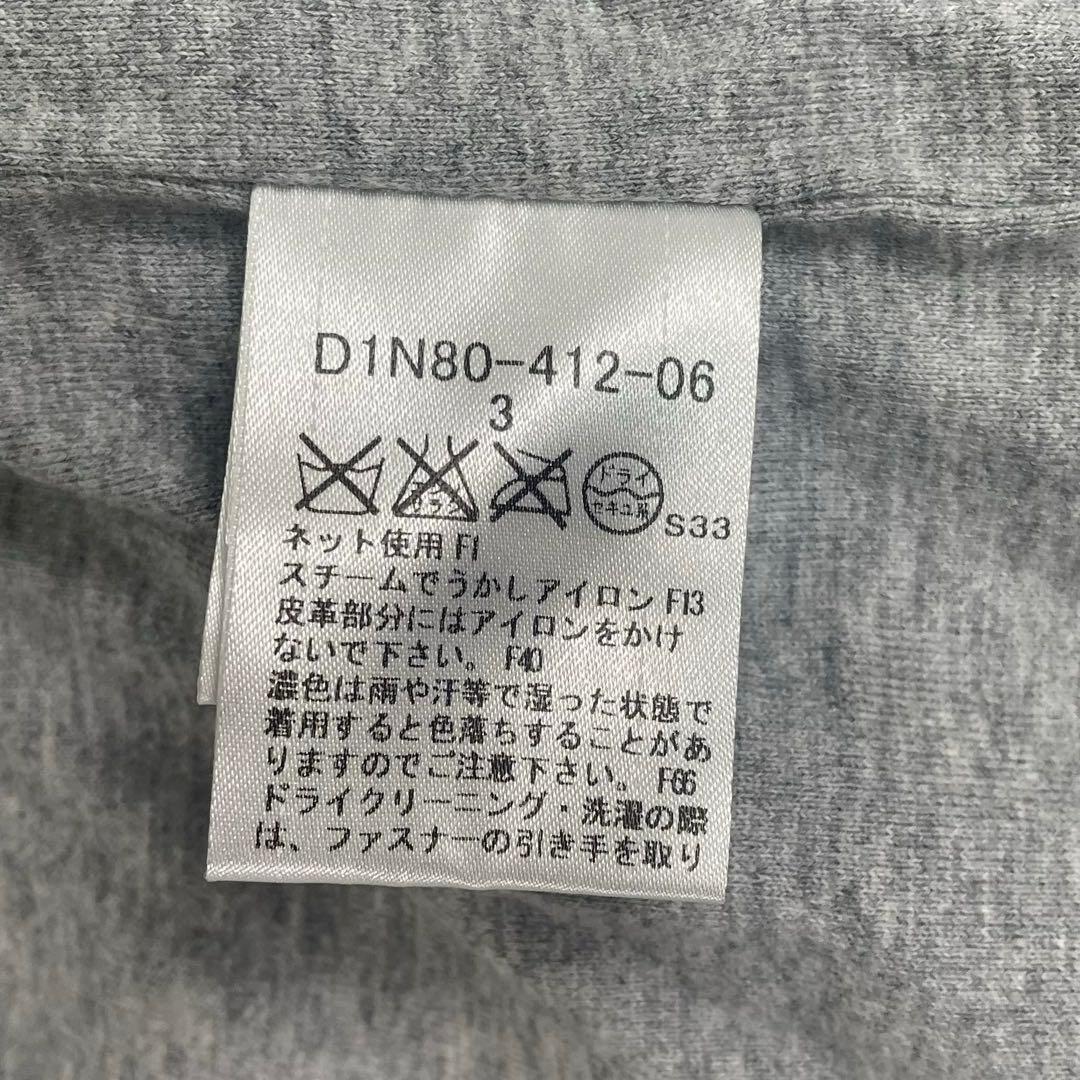 D1N80-412-06
3
ドライ
セキユ系
S33
ネット使用 F1
スチームでうかしアイロン F13
皮革部分にはアイロンをかけ
ないで下さい。 F40
濃色は雨や汗等で湿った状態で
着用すると色落ちすることがあ
りますのでご注意下さい。 F66
ドライクリーニング・洗濯の際
は、ファスナーの引き手を取り